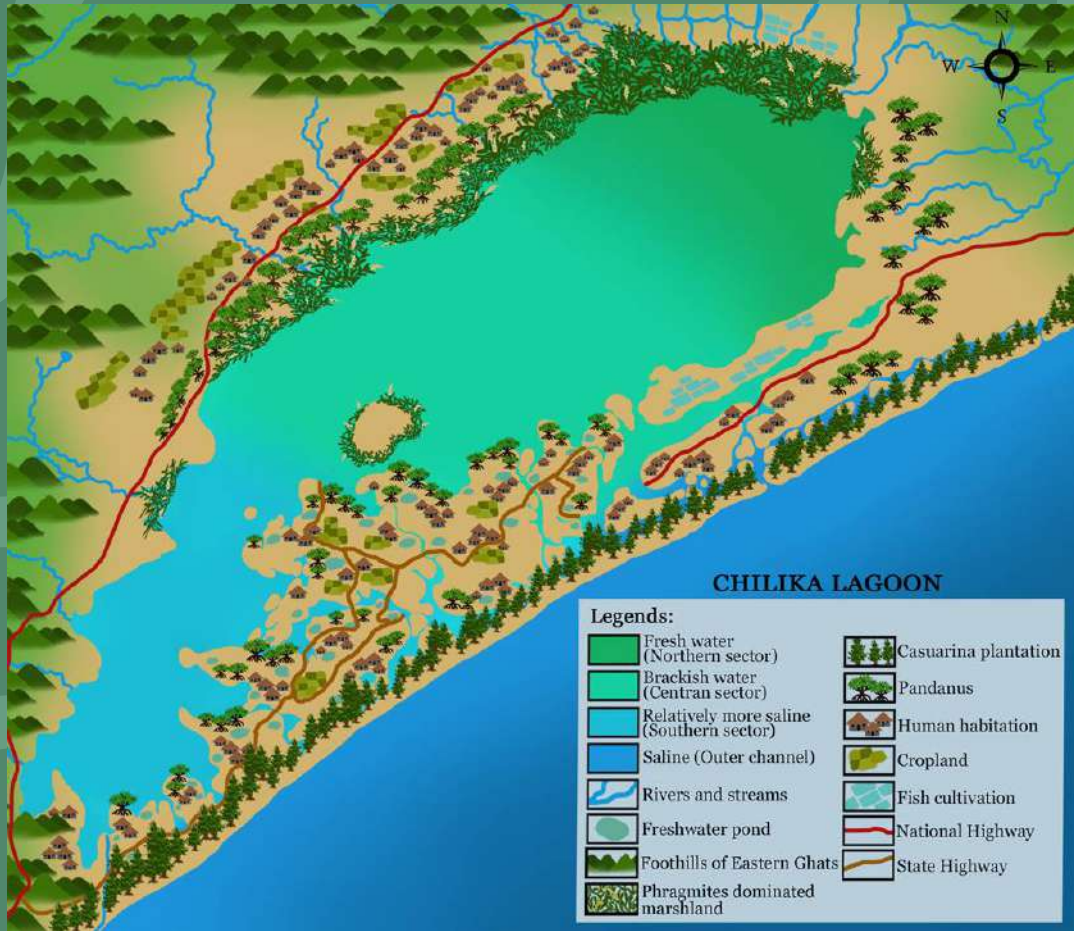 N
W E
S
CHILIKA LAGOON
Legends:
Fresh water
(Northern sector)
Brackish water
(Centran sector)
Relatively more saline
(Southern sector)
Saline (Outer channel)
Rivers and streams
Freshwater pond
Foothills of Eastern Ghats
Phragmites dominated
marshland
Casuarina plantation
Pandanus
Human habitation
Cropland
Fish cultivation
National Highway
State Highway